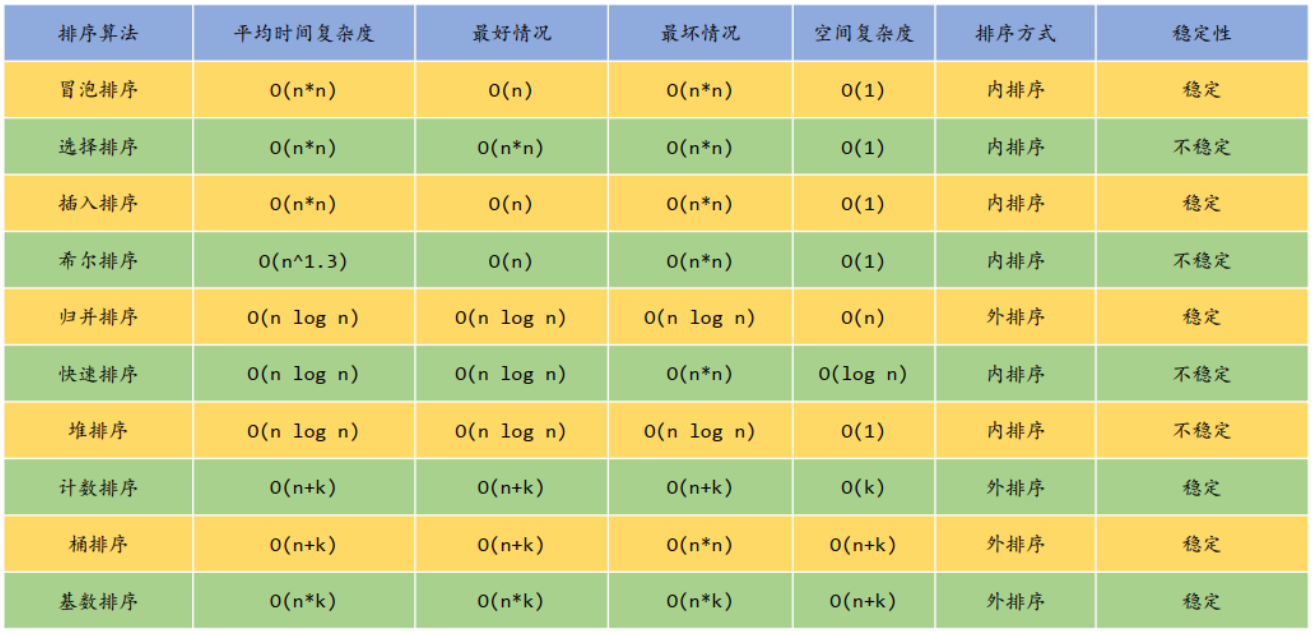 排序算法 平均时间复杂度 最好情况 最坏情况 空间复杂度 排序方式 稳定性
冒泡排序 O(n*n) O(n) O(n*n) O(1) 内排序 稳定
选择排序 O(n*n) O(n*n) O(n*n) O(1) 内排序 不稳定
插入排序 O(n*n) O(n) O(n*n) O(1) 内排序 稳定
希尔排序 O(n^1.3) O(n) O(n*n) O(1) 内排序 不稳定
归并排序 O(n log n) O(n log n) O(n log n) O(n) 外排序 稳定
快速排序 O(n log n) O(n log n) O(n*n) O(log n) 内排序 不稳定
堆排序 O(n log n) O(n log n) O(n log n) O(1) 内排序 不稳定
计数排序 O(n+k) O(n+k) O(n+k) O(k) 外排序 稳定
桶排序 O(n+k) O(n+k) O(n*n) O(n+k) 外排序 稳定
基数排序 O(n*k) O(n*k) O(n*k) O(n+k) 外排序 稳定